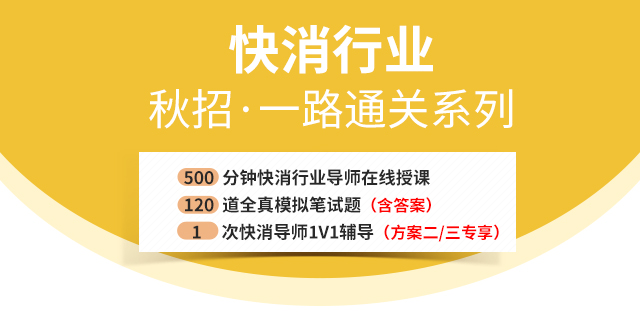 快消行业
秋招·一路通关系列
500 分钟快消行业导师在线授课
120 道全真模拟笔试题（含答案）
1 次快消导师1V1辅导（方案二/三专享）